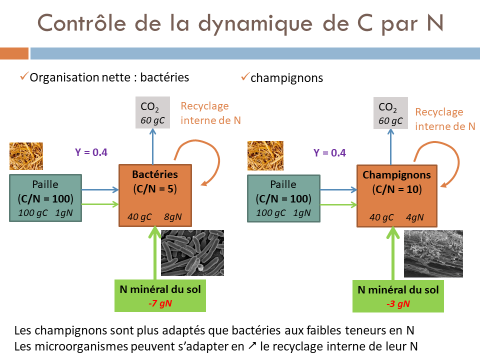 Contrôle de la dynamique de C par N
✓Organisation nette : bactéries
✓champignons
CO2
60 gC
Recyclage
interne de N
Y = 0.4
Paille
(C/N = 100)
100 gC 1gN
Bactéries
(C/N = 5)
40 gC 8gN
N minéral du sol
-7 gN
CO2
60 gC
Recyclage
interne de N
Y = 0.4
Paille
(C/N = 100)
100 gC 1gN
Champignons
(C/N = 10)
40 gC 4gN
N minéral du sol
-3 gN
Les champignons sont plus adaptés que bactéries aux faibles teneurs en N
Les microorganismes peuvent s’adapter en ↗ le recyclage interne de leur N